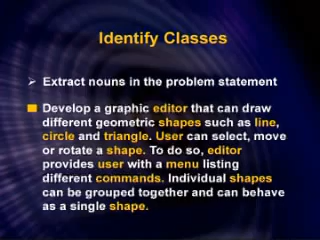 Identify Classes
Extract nouns in the problem statement
Develop a graphic editor that can draw
different geometric shapes such as line,
circle and triangle. User can select, move
or rotate a shape. To do so, editor
provides user with a menu listing
different commands. Individual shapes
can be grouped together and can behave
as a single shape.